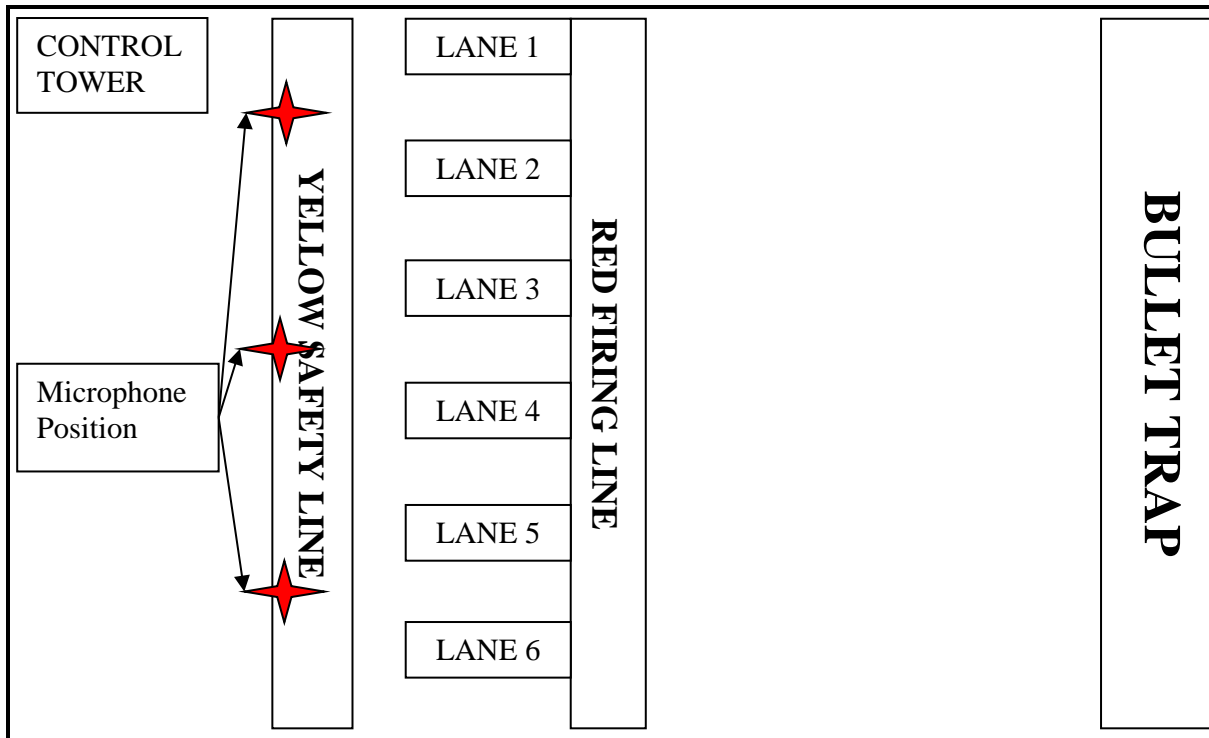 CONTROL
TOWER
Microphone
Position
YELLOW SAFETY LINE
LANE 1
LANE 2
LANE 3
LANE 4
LANE 5
LANE 6
RED FIRING LINE
BULLET TRAP